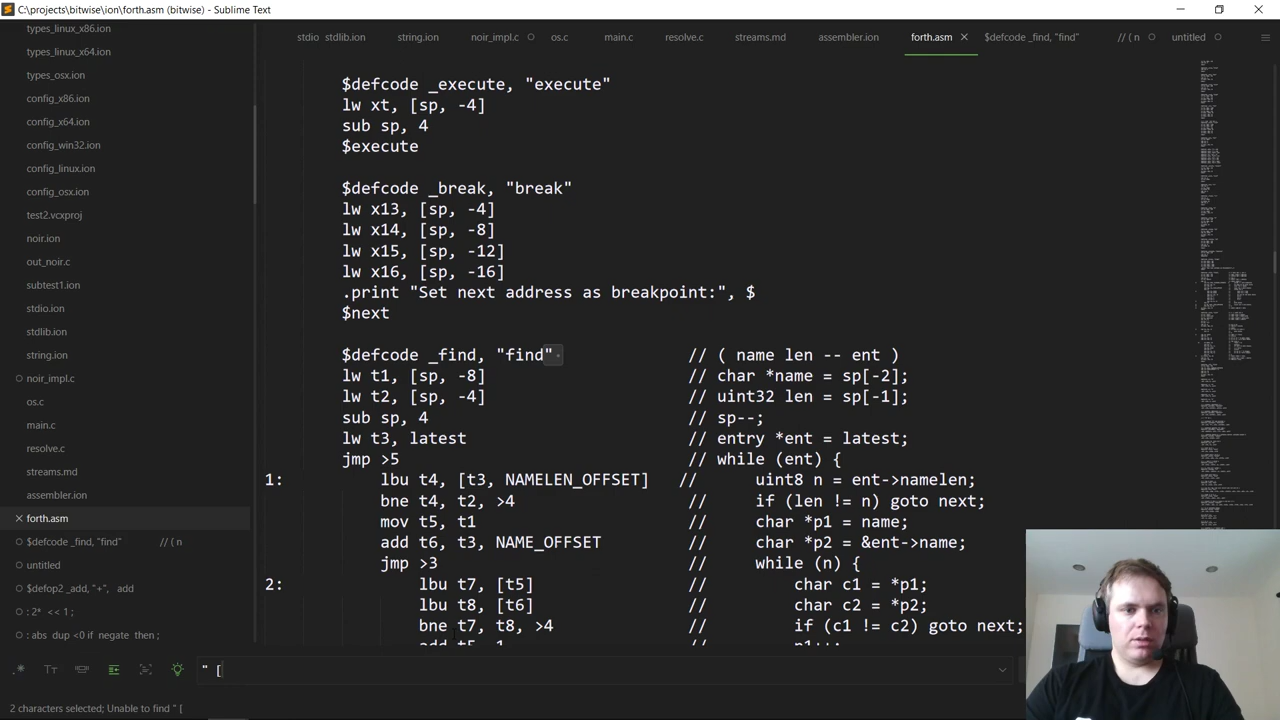 C:\projects\bitwise\ion\forth.asm (bitwise) - Sublime Text
types_linux_x86.ion
types_linux_x64.ion
types_osx.ion
config_x86.ion
config_x64.ion
config_win32.ion
config_linux.ion
config_osx.ion
test2.vcxproj
noir.ion
out_noir.c
subtest1.ion
stdio.ion
stdlib.ion
string.ion
noir_impl.c
os.c
main.c
resolve.c
streams.md
assembler.ion
forth.asm
$defcode _find, "find" // ( n
untitled
$defop2 _add, "+", add
: 2* << 1 ;
: abs dup <0 if negate then ;
stdio stdlib.ion string.ion noir_impl.c os.c main.c resolve.c streams.md assembler.ion forth.asm $defcode _find, "find" // ( n untitled
$defcode _execute, "execute"
lw xt, [sp, -4]
sub sp, 4
$execute
$defcode _break, "break"
lw x13, [sp, -4]
lw x14, [sp, -8]
lw x15, [sp, -12]
lw x16, [sp, -16]
.print "Set next address as breakpoint:", $
$next
$defcode _find, "find" // ( name len -- ent )
lw t1, [sp, -8] // char *name = sp[-2];
lw t2, [sp, -4] // uint32 len = sp[-1];
sub sp, 4 // sp--;
lw t3, latest // entry *ent = latest;
jmp >5 // while (ent) {
1: lbu t4, [t3, NAMELEN_OFFSET] // uint8 n = ent->namelen;
bne t4, t2, >4 // if (len != n) goto next;
mov t5, t1 // char *p1 = name;
add t6, t3, NAME_OFFSET // char *p2 = &ent->name;
jmp >3 // while (n) {
2: lbu t7, [t5] // char c1 = *p1;
lbu t8, [t6] // char c2 = *p2;
bne t7, t8, >4 // if (c1 != c2) goto next;
add t5, 1 // p1++;
" [
2 characters selected; Unable to find " [